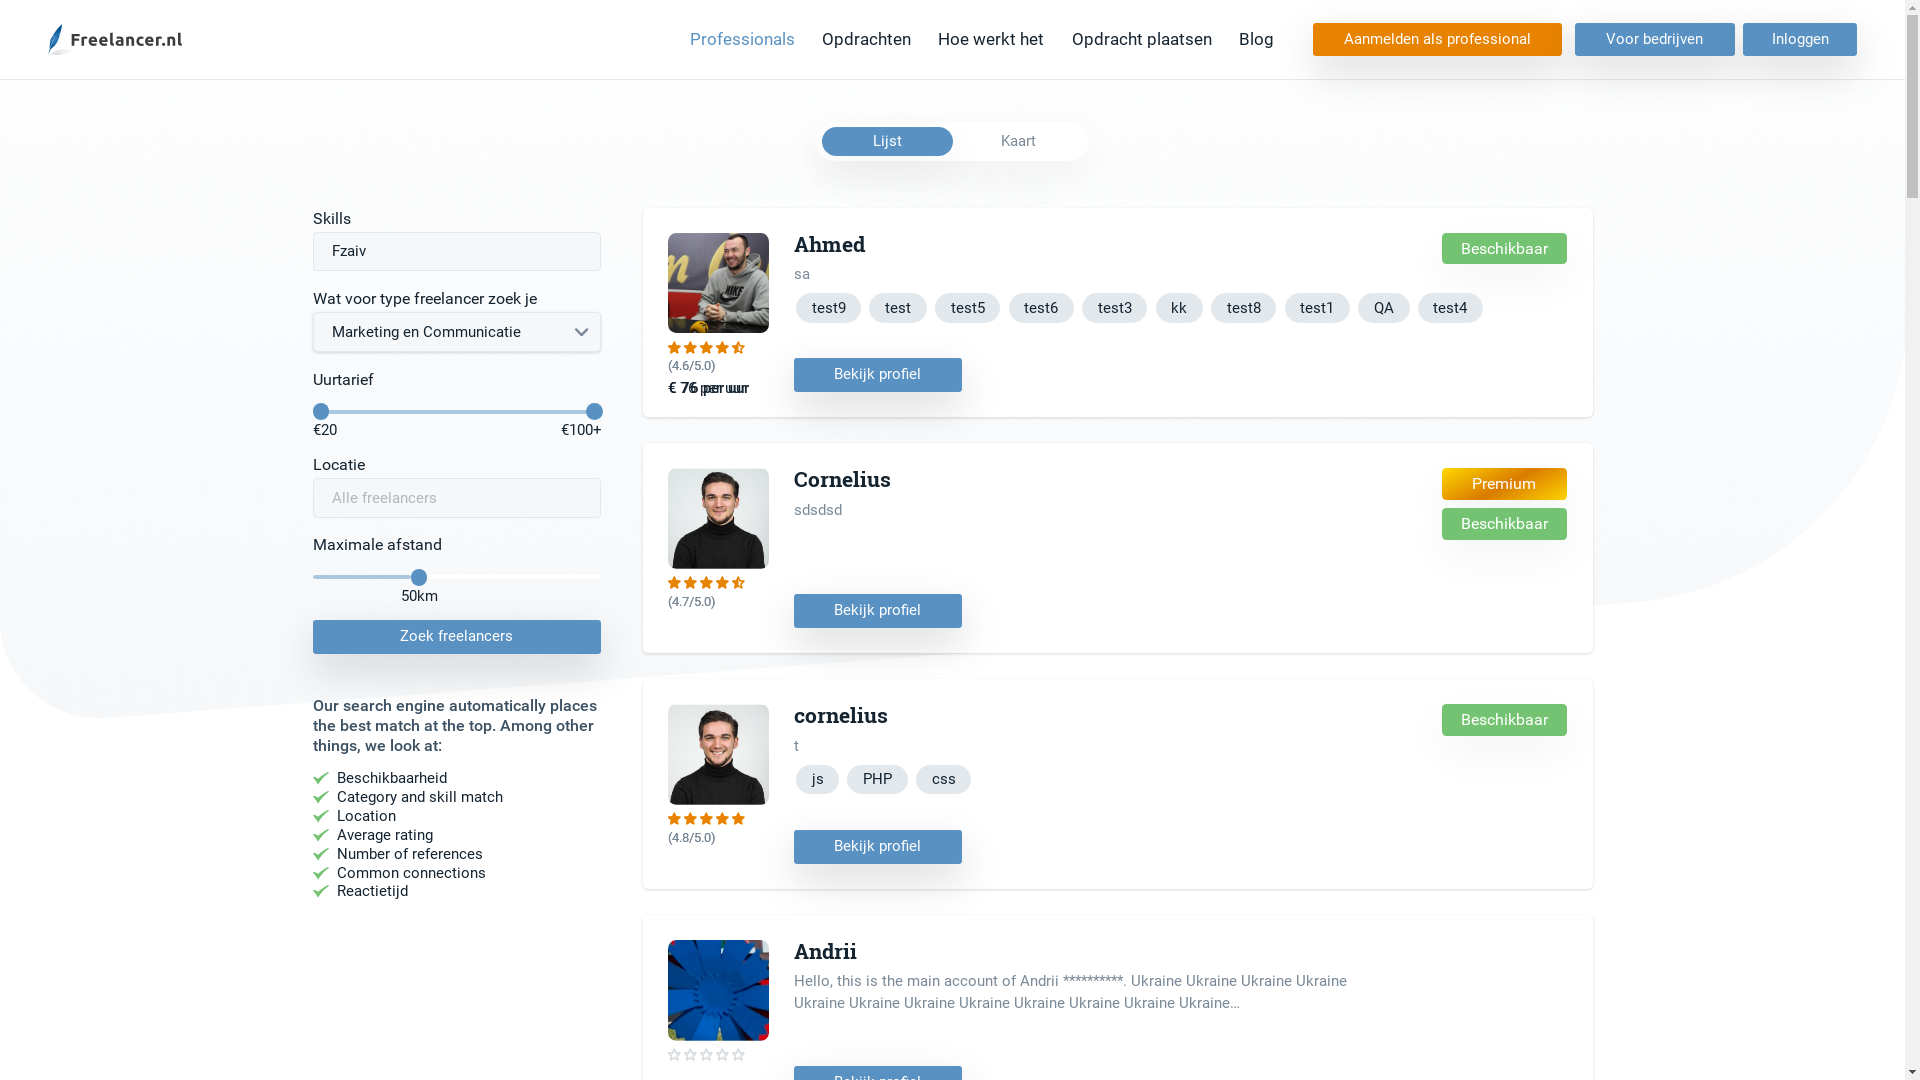 Freelancer.nl
Professionals
Opdrachten
Hoe werkt het
Opdracht plaatsen
Blog
Aanmelden als professional
Voor bedrijven
Inloggen
Lijst
Kaart
Skills
Fzaiv
Wat voor type freelancer zoek je
Marketing en Communicatie
Uurtarief
€20
€100+
Locatie
Alle freelancers
Maximale afstand
50km
Zoek freelancers
Our search engine automatically places
the best match at the top. Among other
things, we look at:
Beschikbaarheid
Category and skill match
Location
Average rating
Number of references
Common connections
Reactietijd
Ahmed
sa
test9
test
test5
test6
test3
kk
test8
test1
QA
test4
Beschikbaar
(4.6/5.0)
€ 76 per uur
Bekijk profiel
Cornelius
sdsdsd
Premium
Beschikbaar
(4.7/5.0)
Bekijk profiel
cornelius
t
js
PHP
css
Beschikbaar
(4.8/5.0)
Bekijk profiel
Andrii
Hello, this is the main account of Andrii **********. Ukraine Ukraine Ukraine Ukraine
Ukraine Ukraine Ukraine Ukraine Ukraine Ukraine Ukraine Ukraine...
Bekijk profiel